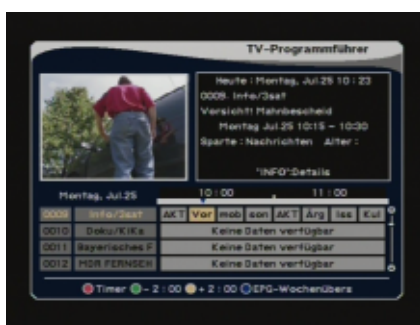 TV-Programmführer
Heute : Montag, Jul.25 10 : 23
0009. Info/3sat
Vorsicht! Mahnbescheid
Montag Jul.25 10:15 - 10:30
Sparte : Nachrichten Alter :
"INFO":Details
Montag, Jul.25 10 : 00 11 : 00
0009 Info/3sat AKT Vor mob son AKT Arg les Kul
0010 Doku/KiKa Keine Daten verfügbar
0011 Bayerisches F Keine Daten verfügbar
0012 MDR FERNSEH Keine Daten verfügbar
Timer - 2 : 00 + 2 : 00 EPG-Wochenübers